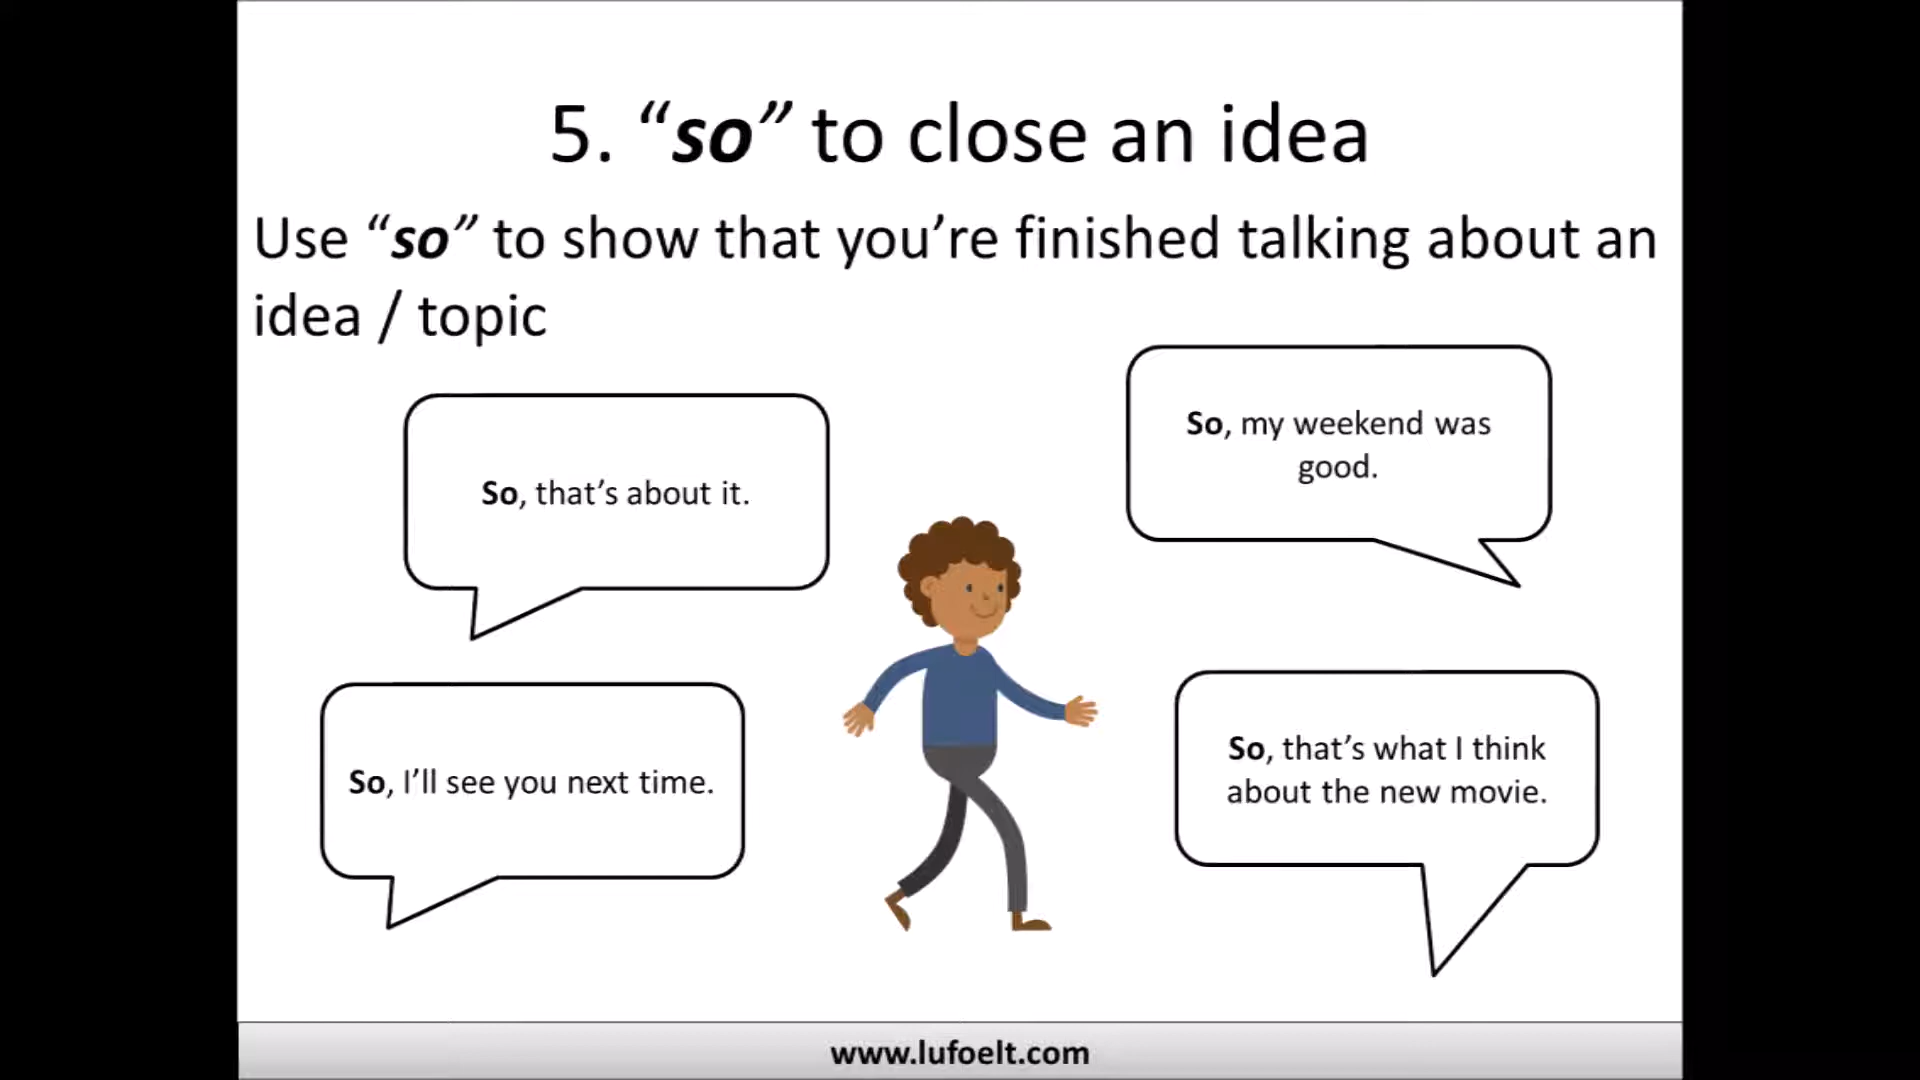 5. “so” to close an idea
Use “so” to show that you’re finished talking about an
idea / topic
So, that’s about it.
So, my weekend was
good.
So, I’ll see you next time.
So, that’s what I think
about the new movie.
www.lufoelt.com